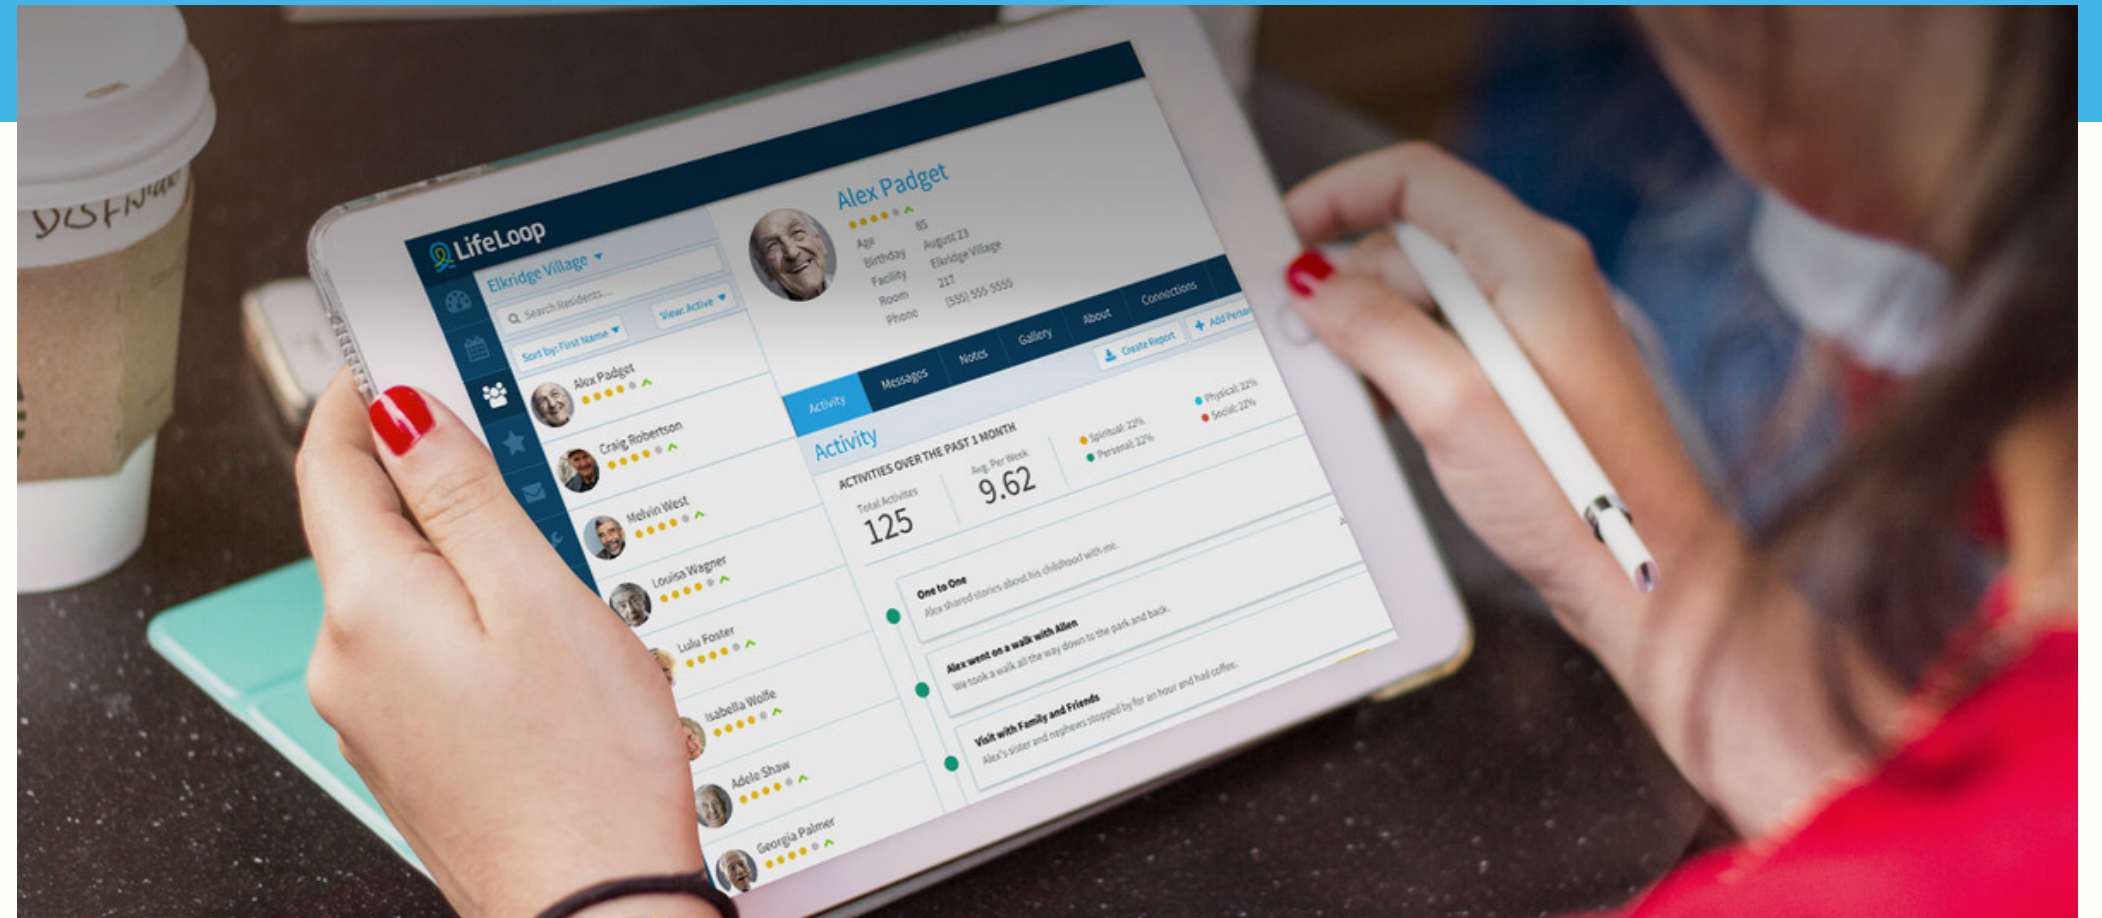 LifeLoop
Elkridge Village
Search Residents...
Sort by: First Name
View: Active
Alex Padget
Craig Robertson
Melvin West
Louisa Wagner
Lulu Foster
Isabella Wolfe
Adele Shaw
Georgia Palmer
Alex Padget
Age 85
Birthday August 23
Facility Elkridge Village
Room 217
Phone (555) 555-5555
Activity Messages Notes Gallery About Connections
Create Report
Add Person
Activity
ACTIVITIES OVER THE PAST 1 MONTH
Total Activites
125
Avg. Per Week
9.62
Spiritual: 22%
Personal: 22%
Physical: 22%
Social: 22%
One to One
Alex shared stories about his childhood with me.
Alex went on a walk with Allen
We took a walk all the way down to the park and back.
Visit with Family and Friends
Alex's sister and nephews stopped by for an hour and had coffee.